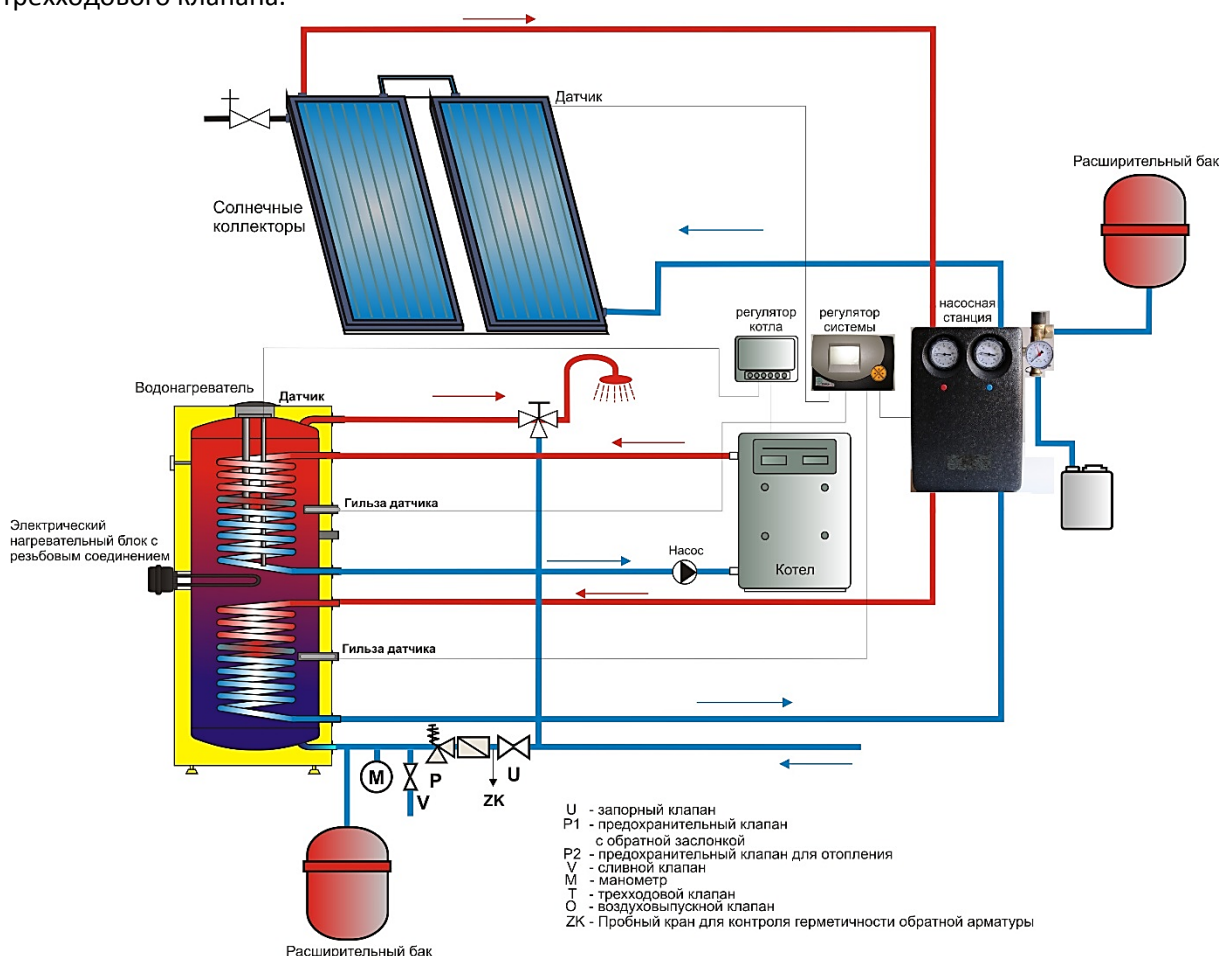 трехходового клапана.
Датчик
Расширительный бак
Солнечные
коллекторы
регулятор
котла
регулятор
системы
насосная
станция
Водонагреватель
Датчик
Гильза датчика
Электрический
нагревательный блок с
резьбовым соединением
Насос
Котел
Гильза датчика
M
V
P
ZK
U
U - запорный клапан
P1 - предохранительный клапан
с обратной заслонкой
P2 - предохранительный клапан для отопления
V - сливной клапан
M - манометр
T - трехходовой клапан
O - воздуховыпускной клапан
ZK - Пробный кран для контроля герметичности обратной арматуры
Расширительный бак